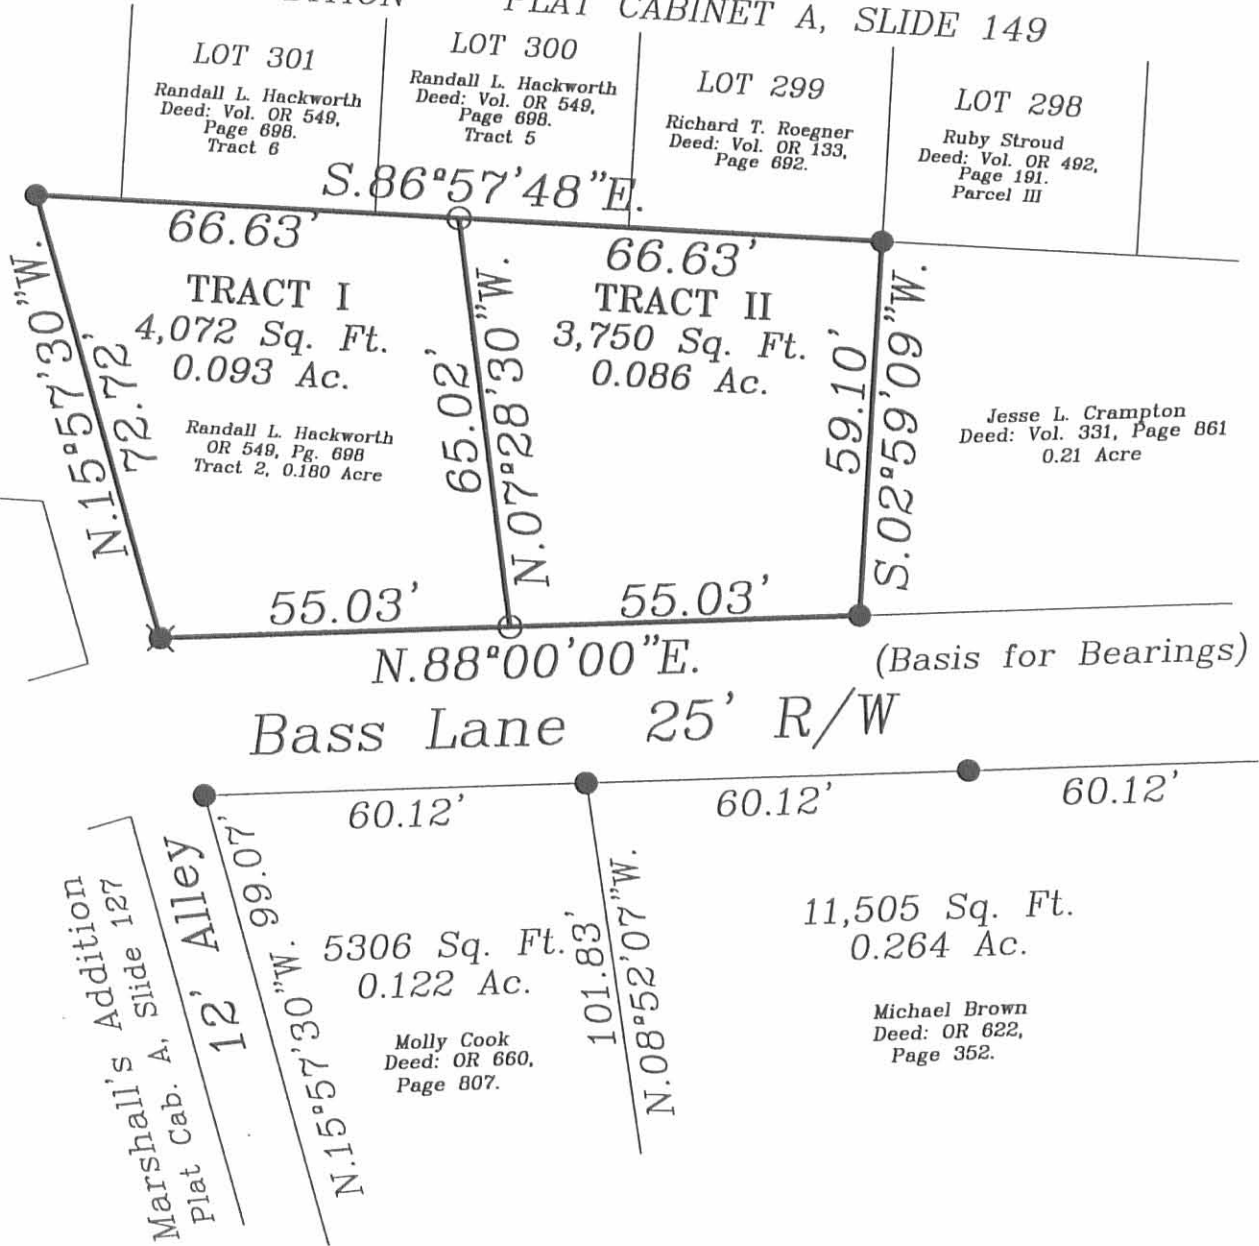 PLAT CABINET A, SLIDE 149
LOT 301
Randall L. Hackworth
Deed: Vol. OR 549,
Page 698.
Tract 6
LOT 300
Randall L. Hackworth
Deed: Vol. OR 549,
Page 698.
Tract 5
LOT 299
Richard T. Roegner
Deed: Vol. OR 133,
Page 692.
LOT 298
Ruby Stroud
Deed: Vol. OR 492,
Page 191.
Parcel III
S.86°57'48"E.
66.63'
66.63'
N.15°57'30"W.
72.72'
TRACT I
4,072 Sq. Ft.
0.093 Ac.
Randall L. Hackworth
OR 549, Pg. 698
Tract 2, 0.180 Acre
65.02'
N.07°28'30"W.
TRACT II
3,750 Sq. Ft.
0.086 Ac.
59.10'
S.02°59'09"W.
Jesse L. Crampton
Deed: Vol. 331, Page 861
0.21 Acre
55.03'
55.03'
N.88°00'00"E.
(Basis for Bearings)
Bass Lane 25' R/W
60.12'
60.12'
60.12'
Marshall's Addition
Plat Cab. A, Slide 127
12' Alley
N.15°57'30"W. 99.07'
5306 Sq. Ft.
0.122 Ac.
Molly Cook
Deed: OR 660,
Page 807.
101.83'
N.08°52'07"W.
11,505 Sq. Ft.
0.264 Ac.
Michael Brown
Deed: OR 622,
Page 352.